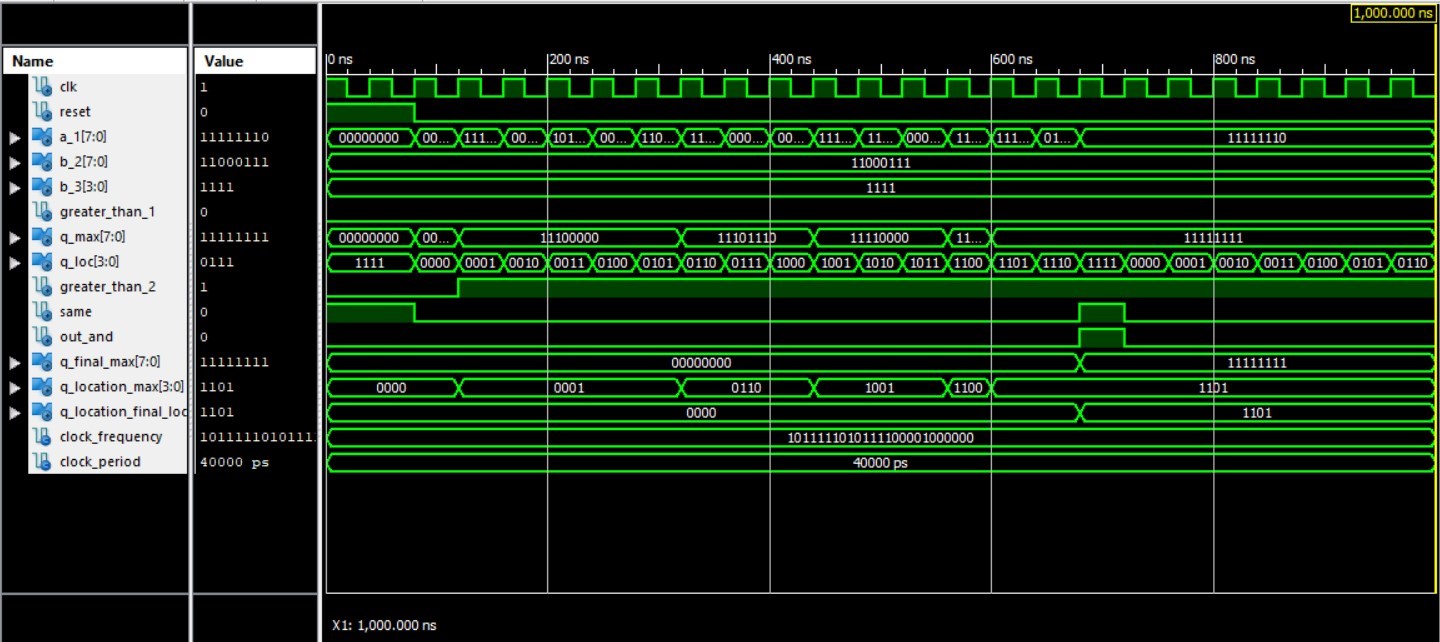 1,000.000 ns
Name Value 0 ns 200 ns 400 ns 600 ns 800 ns
clk 1
reset 0
a_1[7:0] 11111110 00000000 00... 111... 00... 101... 00... 110... 11... 000... 00... 111... 11... 000... 11... 111... 01... 11111110
b_2[7:0] 11000111 11000111
b_3[3:0] 1111 1111
greater_than_1 0
q_max[7:0] 11111111 00000000 00... 11100000 11101110 11110000 11... 11111111
q_loc[3:0] 0111 1111 0000 0001 0010 0011 0100 0101 0110 0111 1000 1001 1010 1011 1100 1101 1110 1111 0000 0001 0010 0011 0100 0101 0110
greater_than_2 1
same 0
out_and 0
q_final_max[7:0] 11111111 00000000 11111111
q_location_max[3:0] 1101 0000 0001 0110 1001 1100 1101
q_location_final_loc 1101 0000 1101
clock_frequency 1011111010111... 1011111010111100001000000
clock_period 40000 ps 40000 ps
X1: 1,000.000 ns